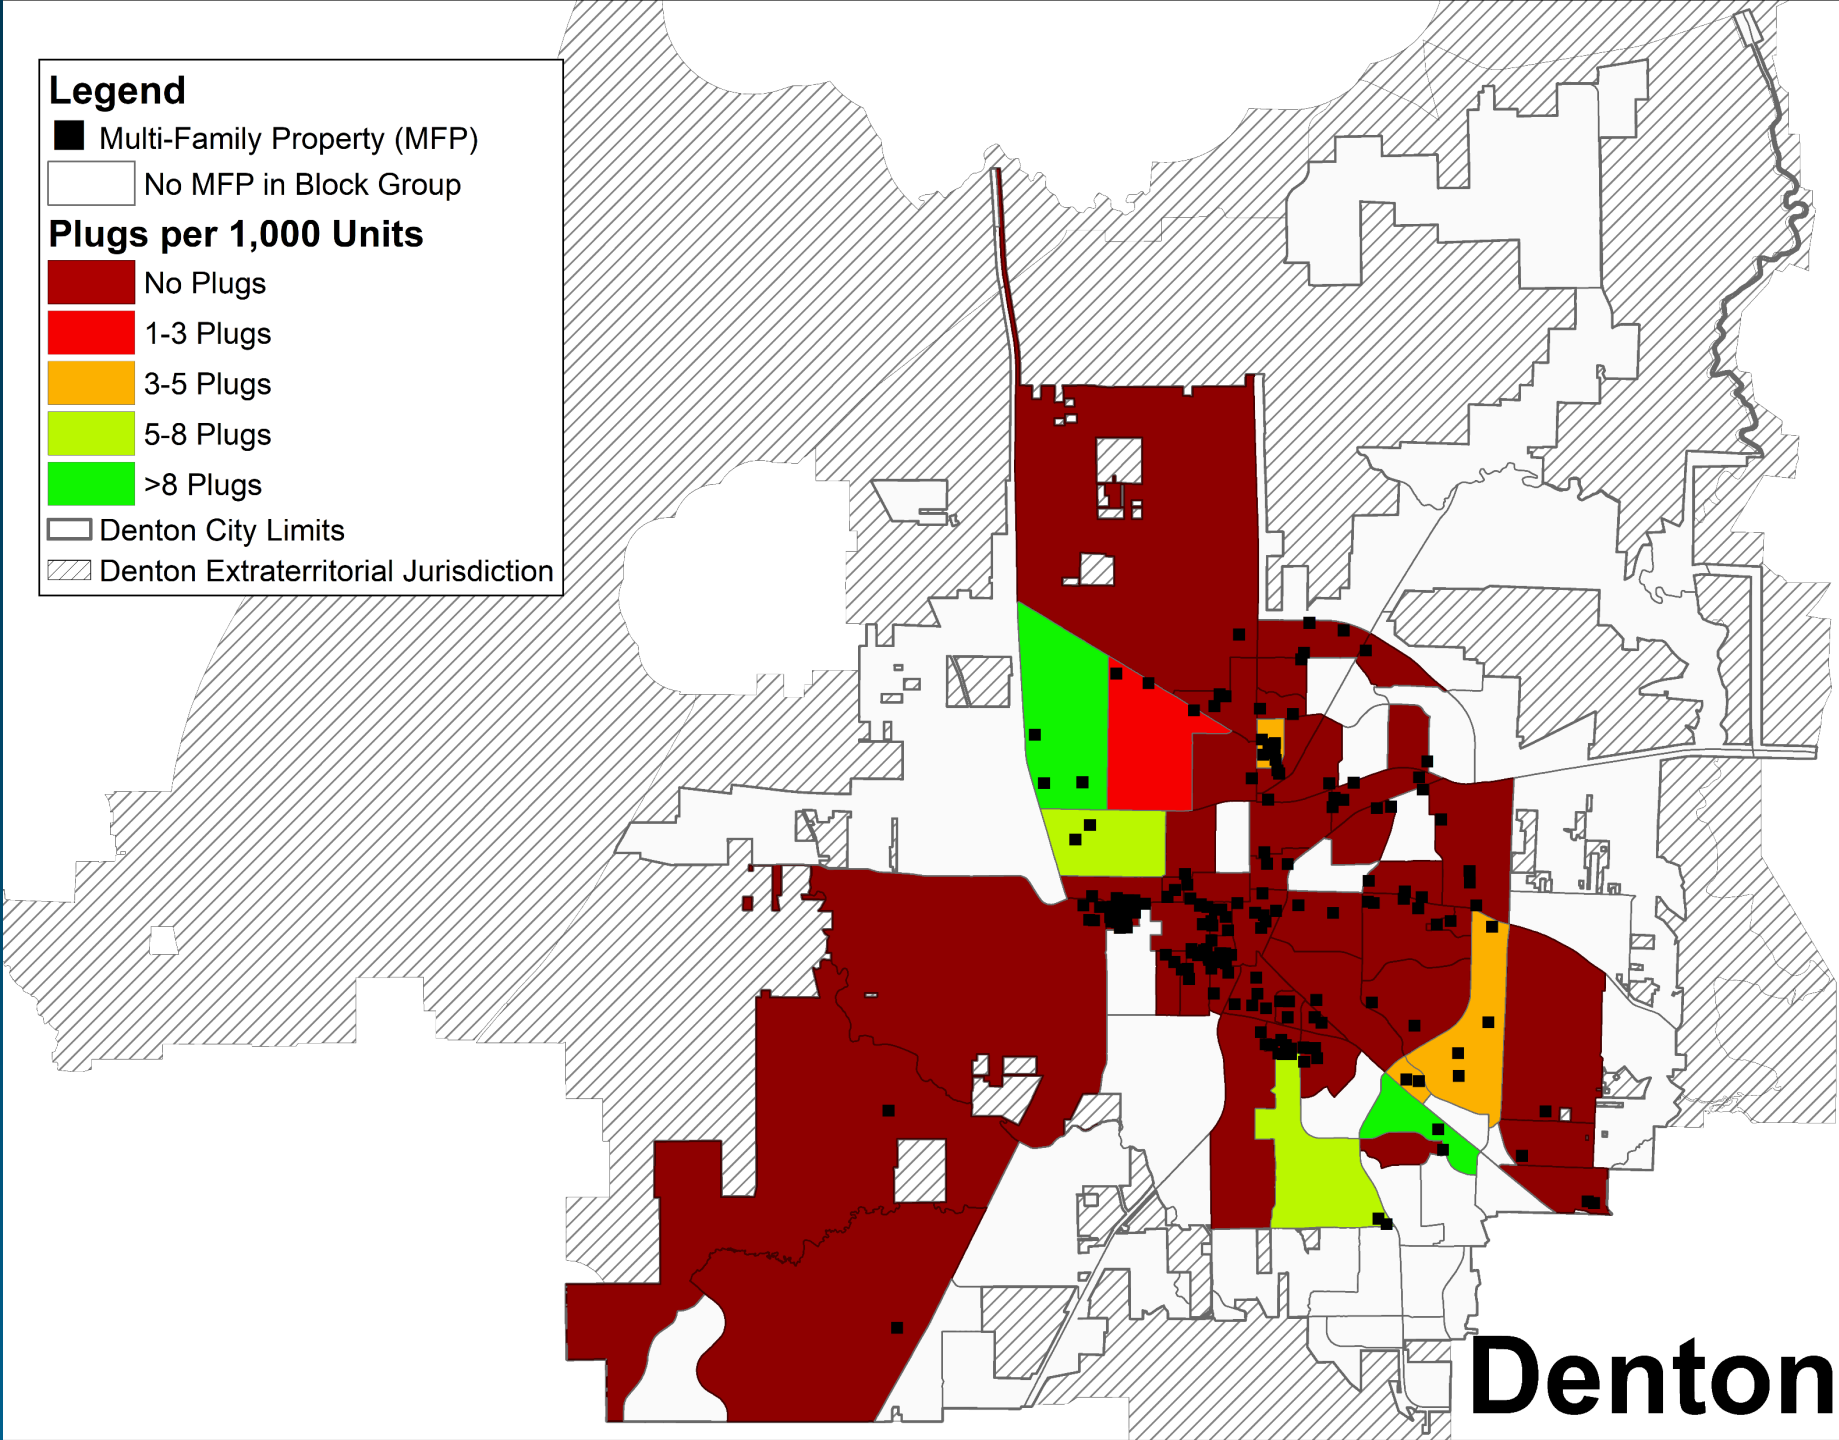 Legend
Multi-Family Property (MFP)
No MFP in Block Group
Plugs per 1,000 Units
No Plugs
1-3 Plugs
3-5 Plugs
5-8 Plugs
>8 Plugs
Denton City Limits
Denton Extraterritorial Jurisdiction
Denton